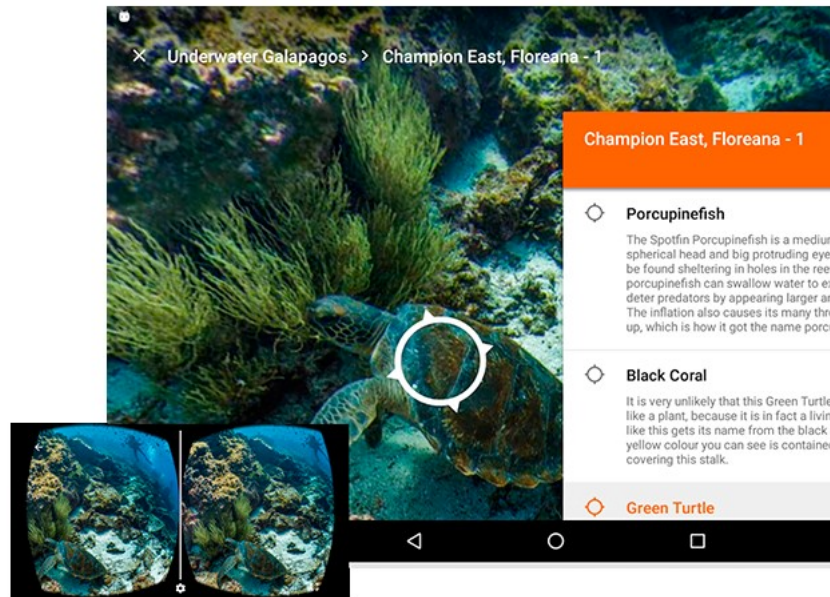 Underwater Galapagos > Champion East, Floreana - 1
Champion East, Floreana - 1
Porcupinefish
The Spotfin Porcupinefish is a medium
spherical head and big protruding eye
be found sheltering in holes in the ree
porcupinefish can swallow water to ex
deter predators by appearing larger an
The inflation also causes its many thr
up, which is how it got the name porc
Black Coral
It is very unlikely that this Green Turtle
like a plant, because it is in fact a livin
like this gets its name from the black
yellow colour you can see is contained
covering this stalk.
Green Turtle